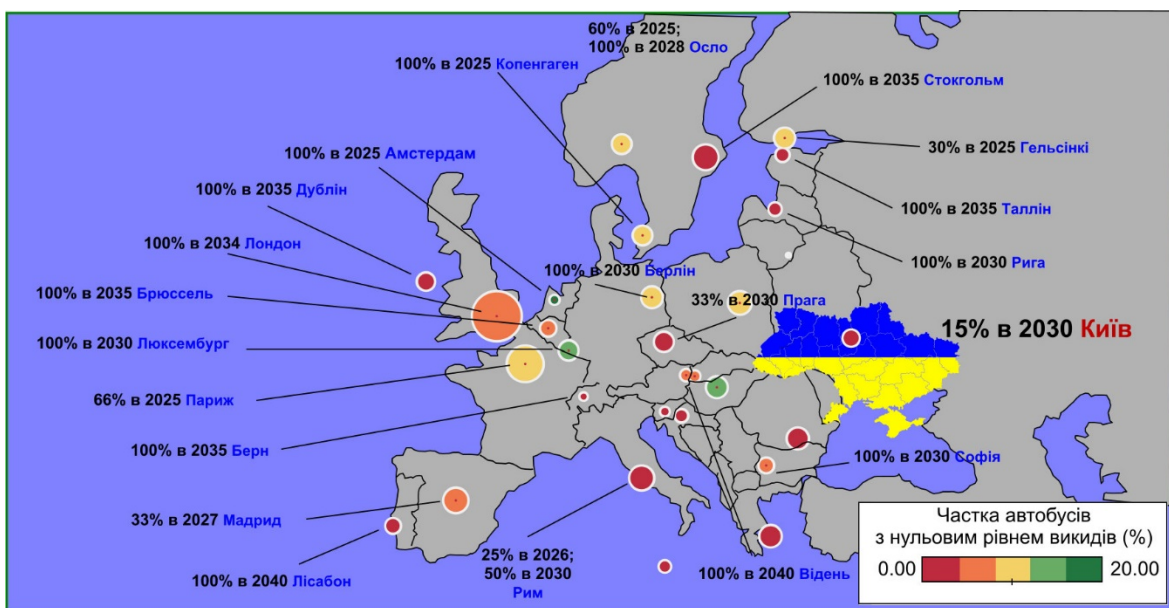 60% в 2025;
100% в 2028 Осло
100% в 2025 Копенгаген
100% в 2035 Стокгольм
100% в 2025 Амстердам
30% в 2025 Гельсінкі
100% в 2035 Дублін
100% в 2035 Таллін
100% в 2034 Лондон
100% в 2030 Рига
100% в 2030 Берлін
100% в 2035 Брюссель
33% в 2030 Прага
15% в 2030 Київ
100% в 2030 Люксембург
66% в 2025 Париж
100% в 2035 Берн
100% в 2030 Софія
33% в 2027 Мадрид
25% в 2026;
50% в 2030
Рим
100% в 2040 Лісабон
100% в 2040 Відень
Частка автобусів
з нульовим рівнем викидів (%)
0.00 20.00